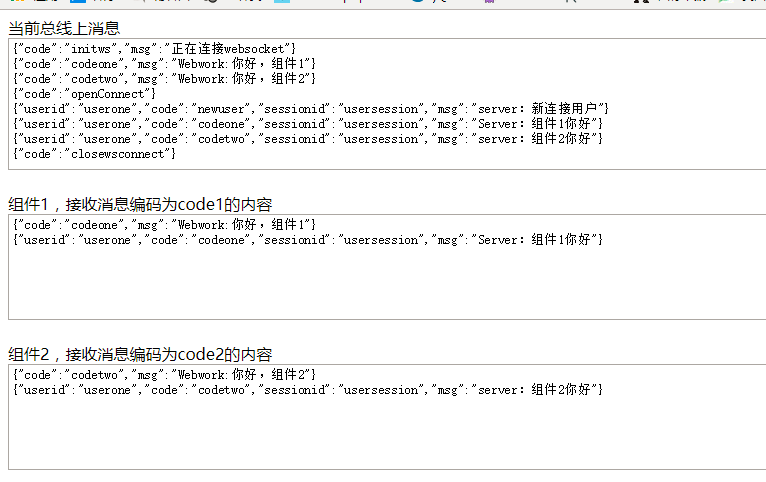 当前总线上消息
{"code":"initws","msg":"正在连接websocket"}
{"code":"codeone","msg":"Webwork:你好，组件1"}
{"code":"codetwo","msg":"Webwork:你好，组件2"}
{"code":"openConnect"}
{"userid":"userone","code":"newuser","sessionid":"usersession","msg":"server：新连接用户"}
{"userid":"userone","code":"codeone","sessionid":"usersession","msg":"Server：组件1你好"}
{"userid":"userone","code":"codetwo","sessionid":"usersession","msg":"server：组件2你好"}
{"code":"closewsconnect"}
组件1，接收消息编码为code1的内容
{"code":"codeone","msg":"Webwork:你好，组件1"}
{"userid":"userone","code":"codeone","sessionid":"usersession","msg":"Server：组件1你好"}
组件2，接收消息编码为code2的内容
{"code":"codetwo","msg":"Webwork:你好，组件2"}
{"userid":"userone","code":"codetwo","sessionid":"usersession","msg":"server：组件2你好"}